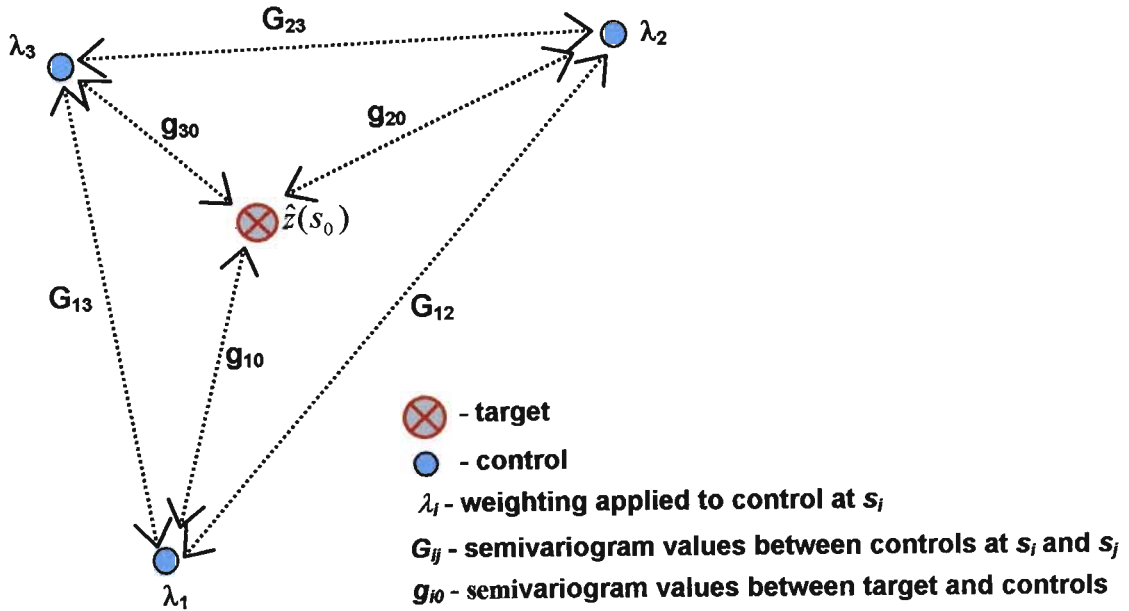 G₂₃
λ₂
λ₃
g₃₀
g₂₀
ẑ(s₀)
G₁₃
G₁₂
g₁₀
- target
- control
λᵢ - weighting applied to control at sᵢ
Gᵢⱼ - semivariogram values between controls at sᵢ and sⱼ
gᵢ₀ - semivariogram values between target and controls
λ₁